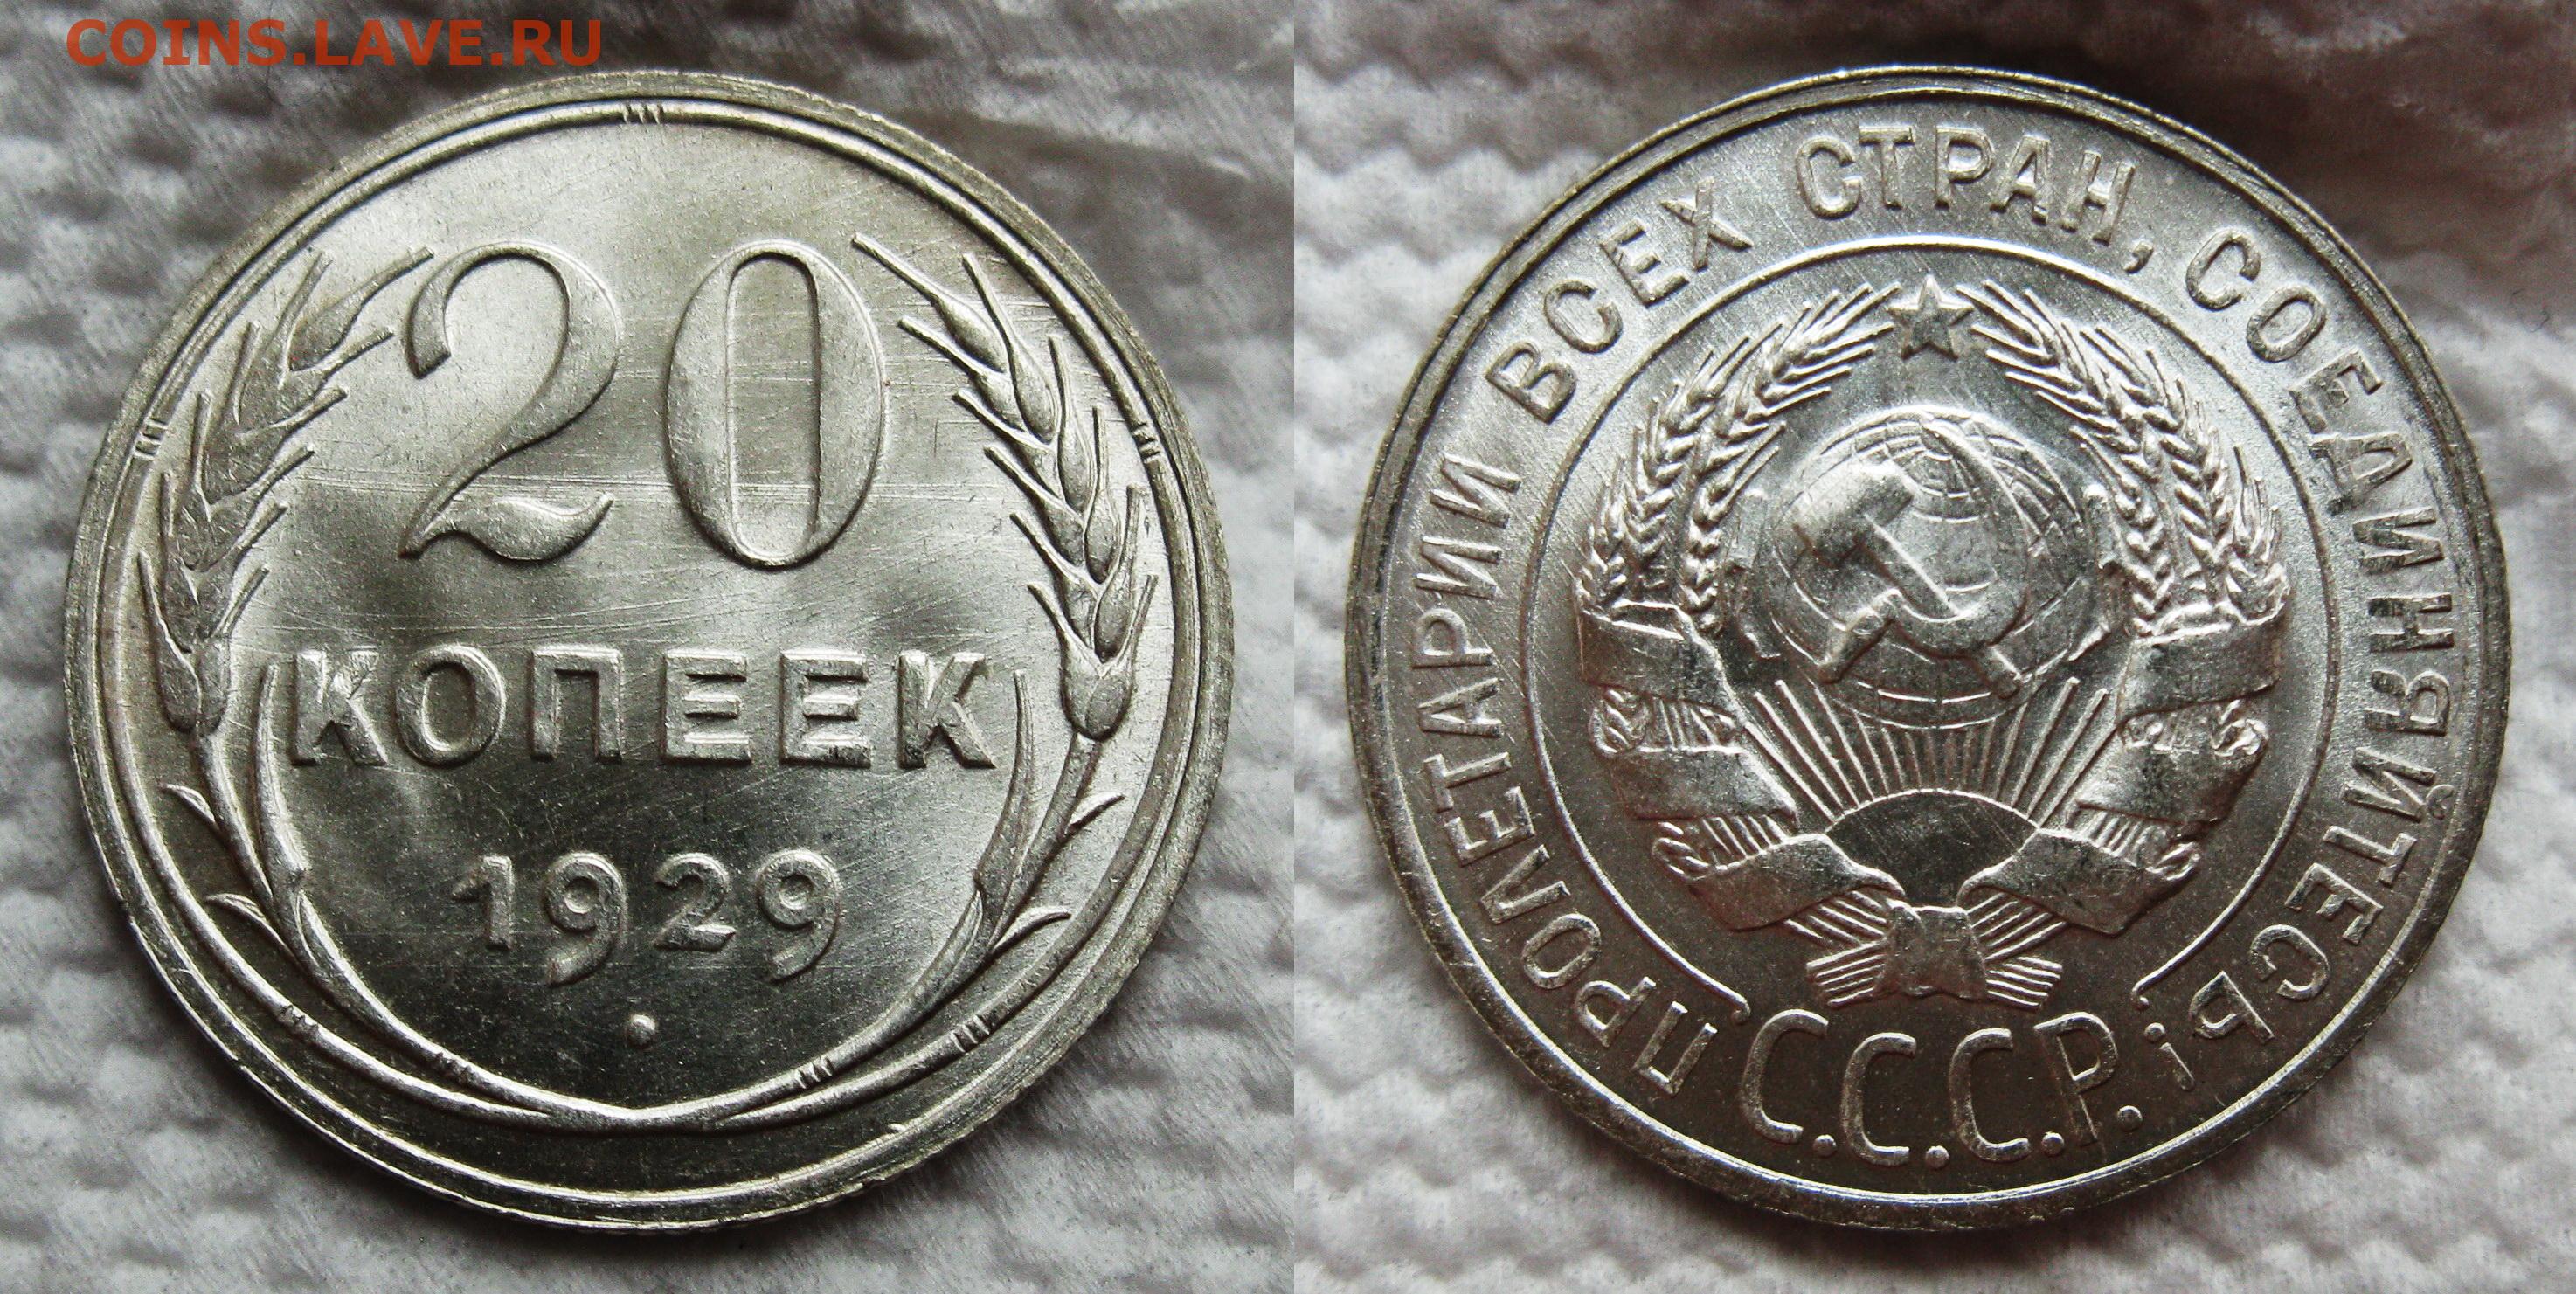 COINS.LAVE.RU
20
КОПЕЕК
1929
ПРОЛЕТАРИИ ВСЕХ СТРАН, СОЕДИНЯЙТЕСЬ!
С.С.С.Р.